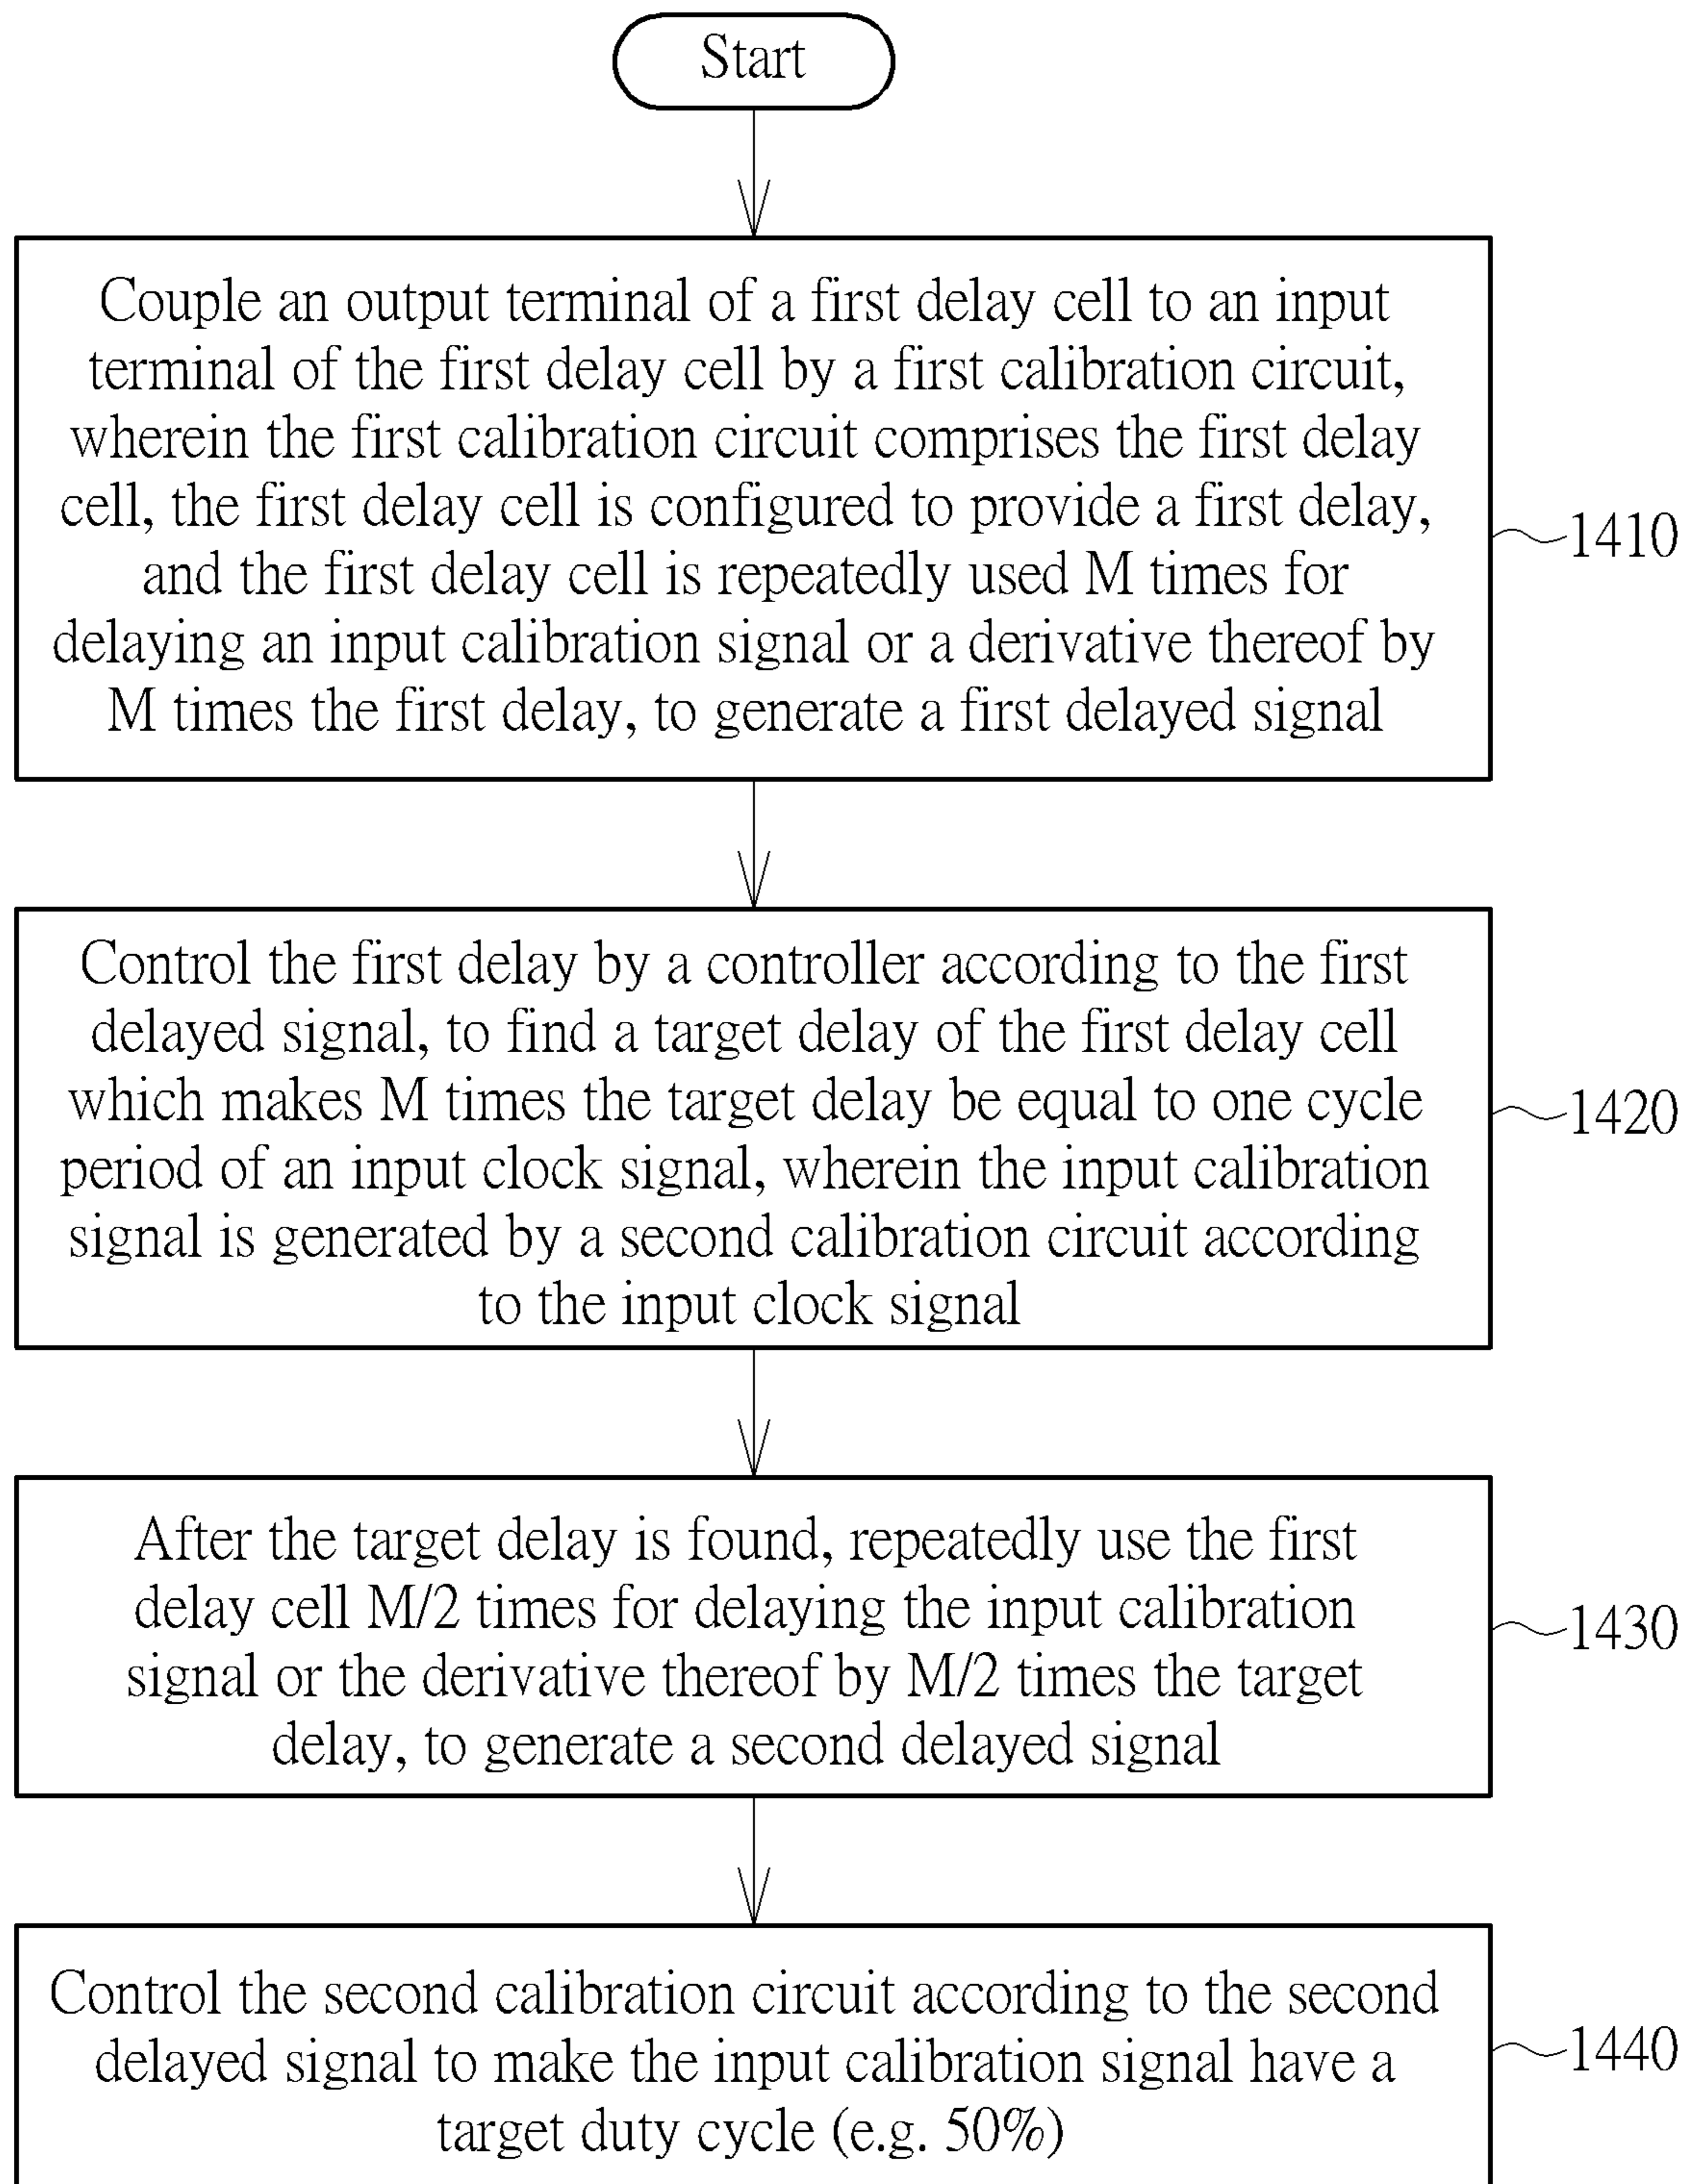 Start
Couple an output terminal of a first delay cell to an input
terminal of the first delay cell by a first calibration circuit,
wherein the first calibration circuit comprises the first delay
cell, the first delay cell is configured to provide a first delay,
and the first delay cell is repeatedly used M times for
delaying an input calibration signal or a derivative thereof by
M times the first delay, to generate a first delayed signal
1410
Control the first delay by a controller according to the first
delayed signal, to find a target delay of the first delay cell
which makes M times the target delay be equal to one cycle
period of an input clock signal, wherein the input calibration
signal is generated by a second calibration circuit according
to the input clock signal
1420
After the target delay is found, repeatedly use the first
delay cell M/2 times for delaying the input calibration
signal or the derivative thereof by M/2 times the target
delay, to generate a second delayed signal
1430
Control the second calibration circuit according to the second
delayed signal to make the input calibration signal have a
target duty cycle (e.g. 50%)
1440